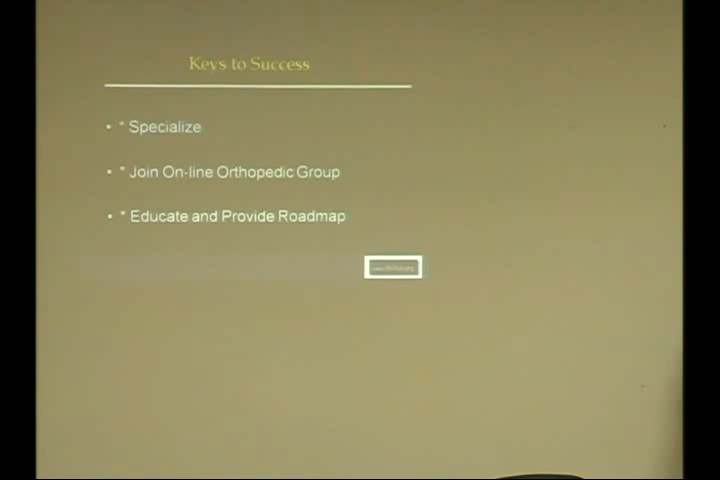 Keys to Success
• * Specialize
• * Join On-line Orthopedic Group
• * Educate and Provide Roadmap